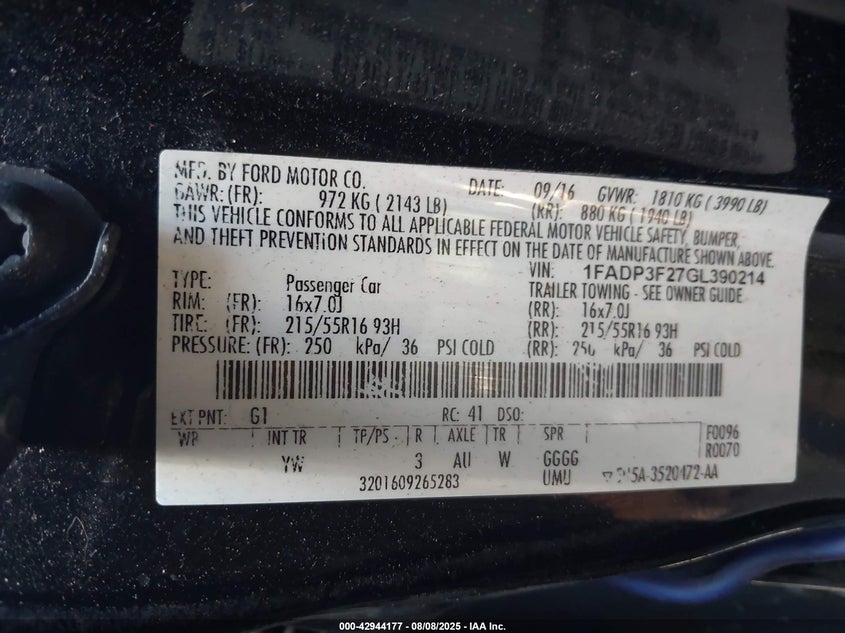 MFD. BY FORD MOTOR CO. DATE: 09/16 GVWR: 1810 KG ( 3990 LB)
GAWR: (FR): 972 KG ( 2143 LB) (RR): 880 KG ( 1940 LB)
THIS VEHICLE CONFORMS TO ALL APPLICABLE FEDERAL MOTOR VEHICLE SAFETY, BUMPER,
AND THEFT PREVENTION STANDARDS IN EFFECT ON THE DATE OF MANUFACTURE SHOWN ABOVE.
VIN: 1FADP3F27GL390214
TYPE: Passenger Car TRAILER TOWING - SEE OWNER GUIDE
RIM: (FR): 16x7.0J (RR): 16x7.0J
TIRE: (FR): 215/55R16 93H (RR): 215/55R16 93H
PRESSURE: (FR): 250 kPa/ 36 PSI COLD (RR): 250 kPa/ 36 PSI COLD
EXT PNT: G1 RC: 41 DSO:
WB INT TR TP/PS R AXLE TR SPR F0096
R0070
YW 3 AU W GGGG
3201609265283 UMU 3520472-AA
000-42944177 - 08/08/2025 - IAA Inc.